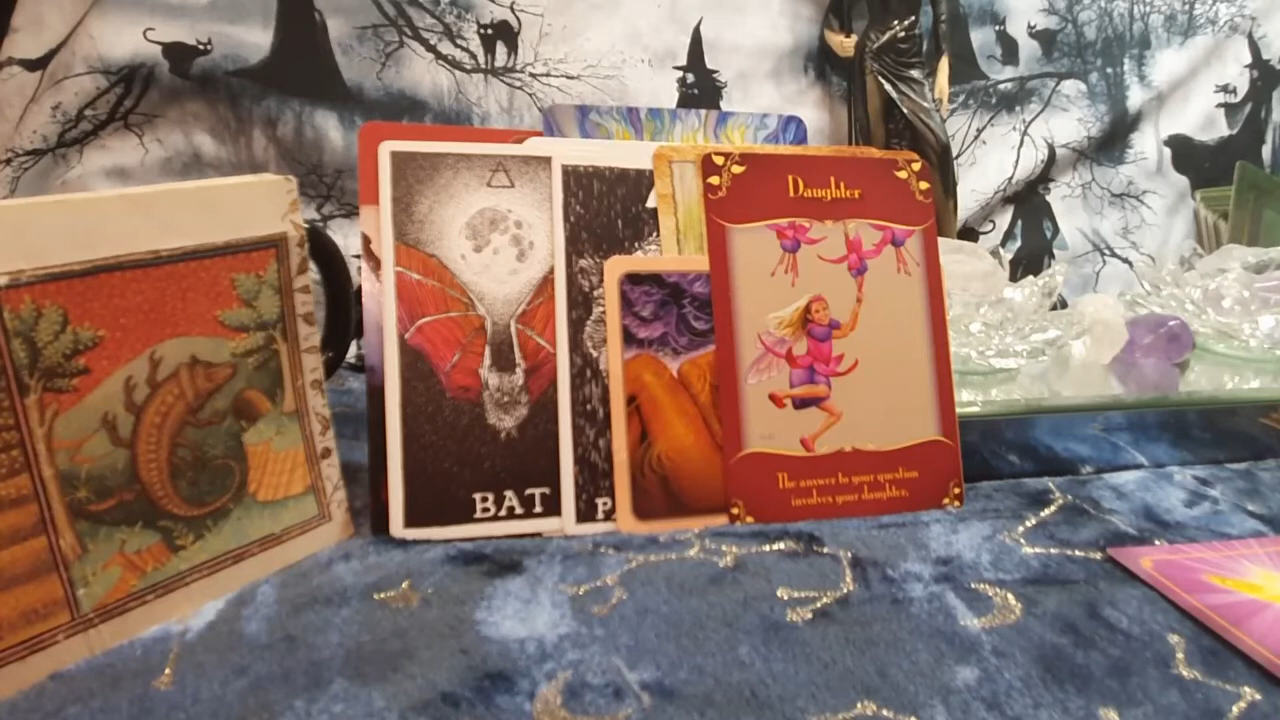 Daughter
BAT
P
The answer to your question
involves your daughter.